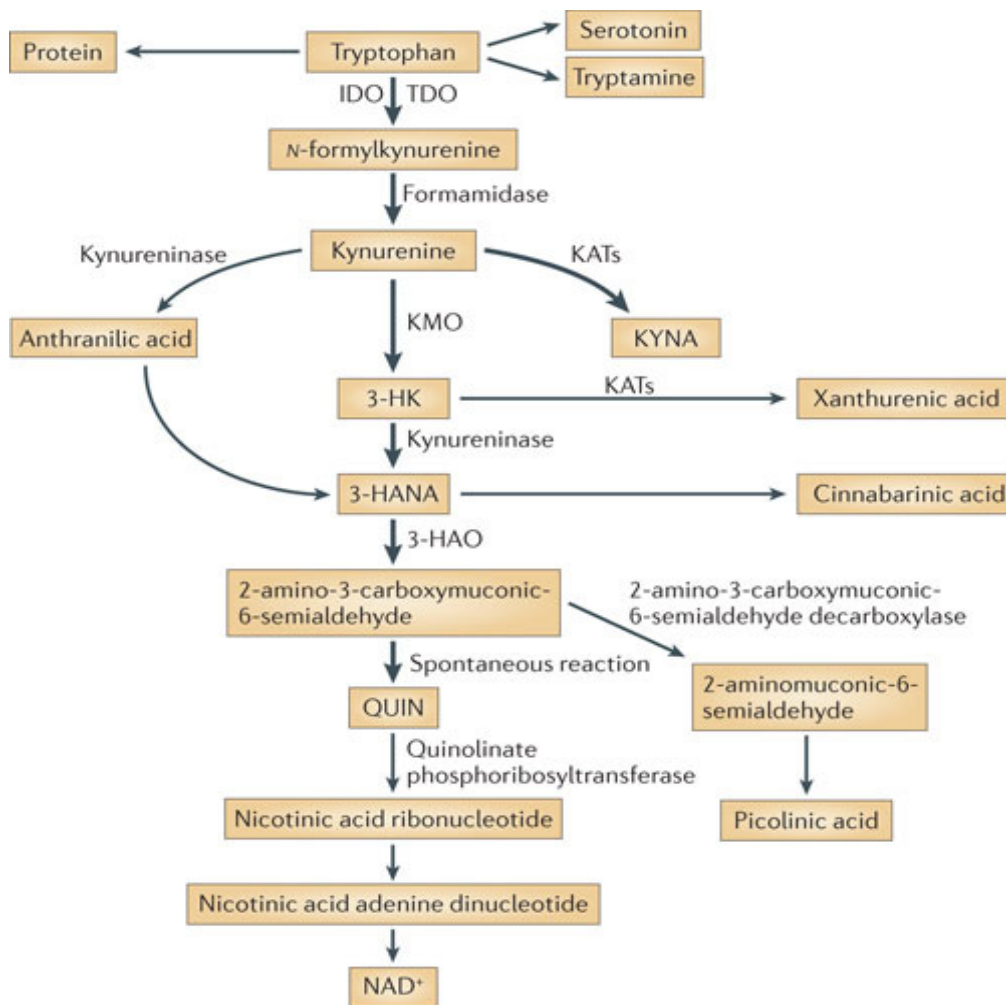 Serotonin
Protein
Tryptophan
Tryptamine
IDO TDO
N-formylkynurenine
Formamidase
Kynureninase
Kynurenine
KATs
Anthranilic acid
KMO
KYNA
3-HK
KATs
Xanthurenic acid
Kynureninase
3-HANA
Cinnabarinic acid
3-HAO
2-amino-3-carboxymuconic-
6-semialdehyde
2-amino-3-carboxymuconic-
6-semialdehyde decarboxylase
Spontaneous reaction
2-aminomuconic-6-
semialdehyde
QUIN
Quinolinate
phosphoribosyltransferase
Nicotinic acid ribonucleotide
Picolinic acid
Nicotinic acid adenine dinucleotide
NAD⁺